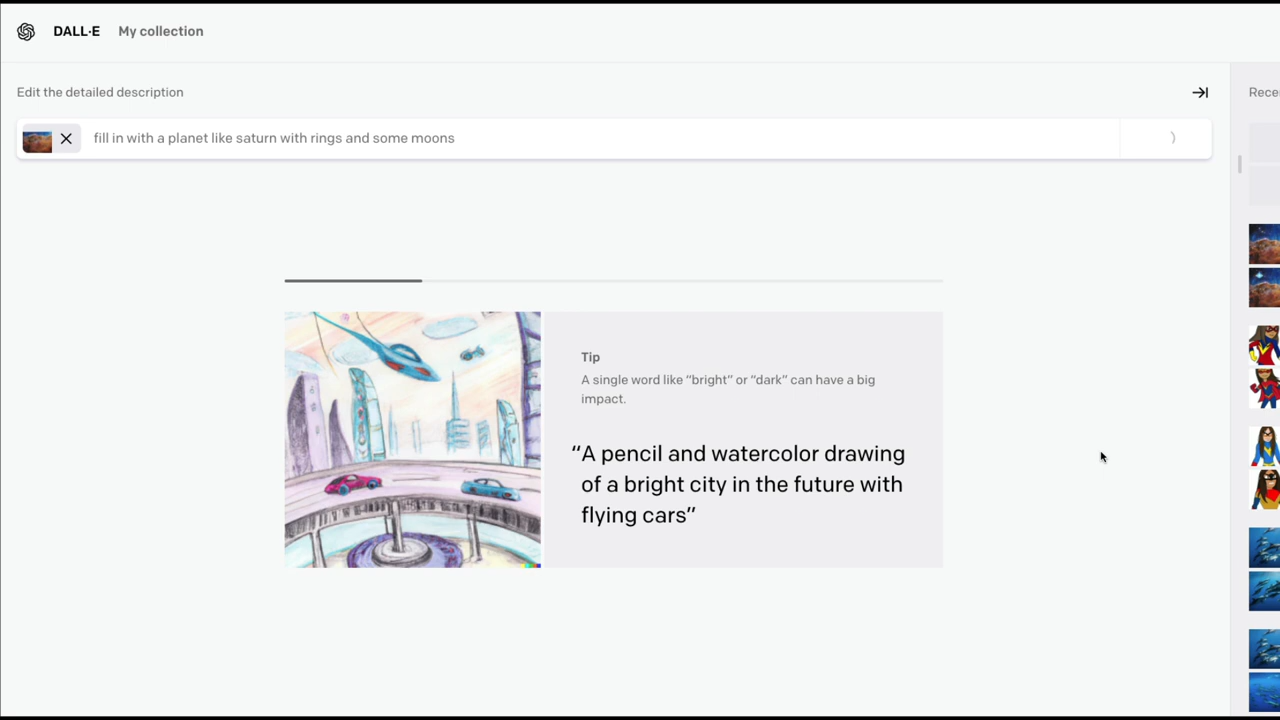 DALL·E My collection
Edit the detailed description
Rece
fill in with a planet like saturn with rings and some moons
Tip
A single word like “bright” or “dark” can have a big
impact.
“A pencil and watercolor drawing
of a bright city in the future with
flying cars”